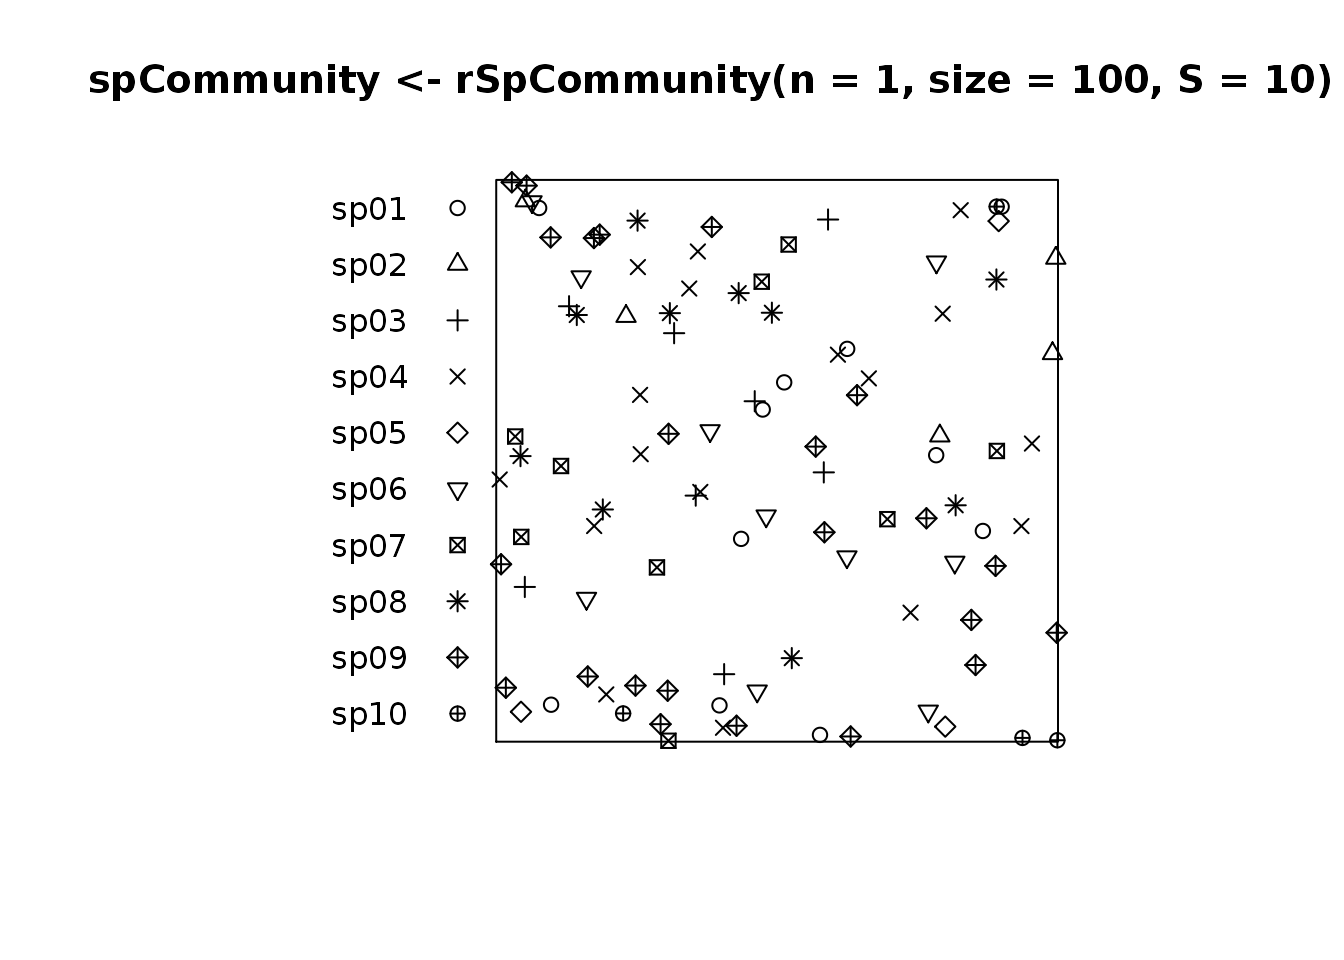 spCommunity <- rSpCommunity(n = 1, size = 100, S = 10)
sp01
sp02
sp03
sp04
sp05
sp06
sp07
sp08
sp09
sp10